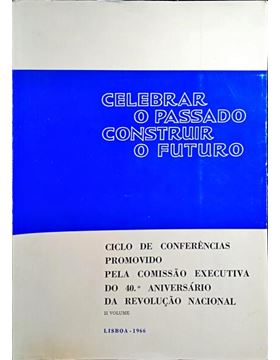 CELEBRAR
O PASSADO
CONSTRUIR
O FUTURO
CICLO DE CONFERÊNCIAS
PROMOVIDO
PELA COMISSÃO EXECUTIVA
DO 40.º ANIVERSÁRIO
DA REVOLUÇÃO NACIONAL
II VOLUME
LISBOA - 1966